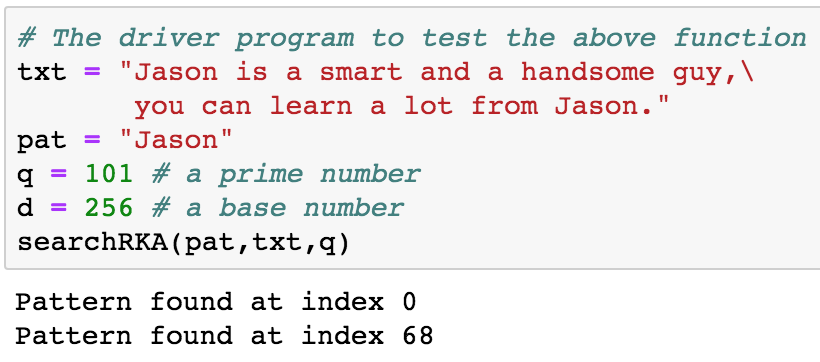 # The driver program to test the above function
txt = "Jason is a smart and a handsome guy,\
       you can learn a lot from Jason."
pat = "Jason"
q = 101 # a prime number
d = 256 # a base number
searchRKA(pat,txt,q)
Pattern found at index 0
Pattern found at index 68